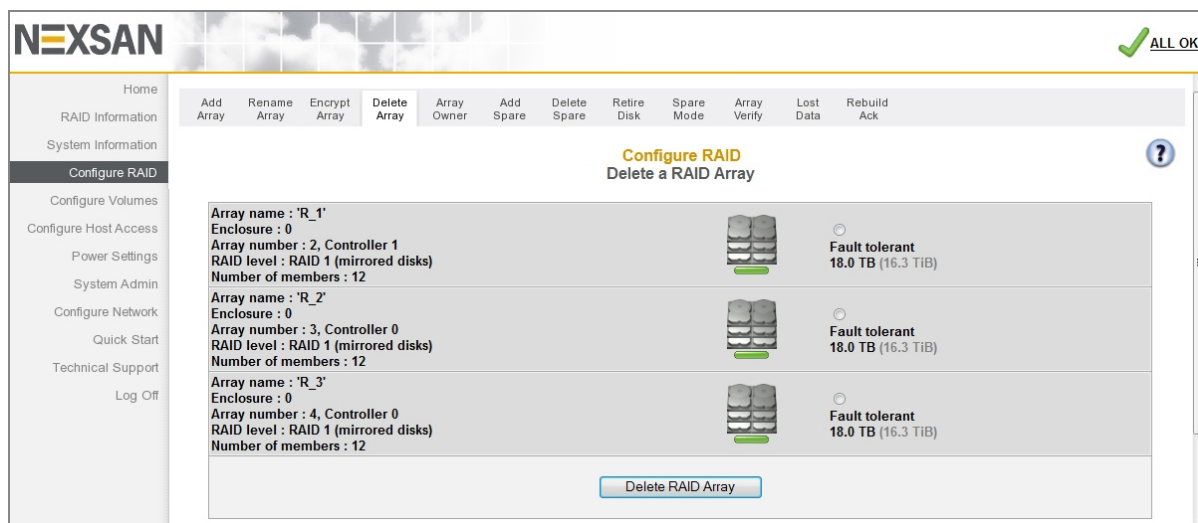 NEXSAN
ALL OK
Home
RAID Information
System Information
Configure RAID
Configure Volumes
Configure Host Access
Power Settings
System Admin
Configure Network
Quick Start
Technical Support
Log Off
Add Array
Rename Array
Encrypt Array
Delete Array
Array Owner
Add Spare
Delete Spare
Retire Disk
Spare Mode
Array Verify
Lost Data
Rebuild Ack
Configure RAID
Delete a RAID Array
?
Array name : 'R_1'
Enclosure : 0
Array number : 2, Controller 1
RAID level : RAID 1 (mirrored disks)
Number of members : 12
Fault tolerant
18.0 TB (16.3 TiB)
Array name : 'R_2'
Enclosure : 0
Array number : 3, Controller 0
RAID level : RAID 1 (mirrored disks)
Number of members : 12
Fault tolerant
18.0 TB (16.3 TiB)
Array name : 'R_3'
Enclosure : 0
Array number : 4, Controller 0
RAID level : RAID 1 (mirrored disks)
Number of members : 12
Fault tolerant
18.0 TB (16.3 TiB)
Delete RAID Array